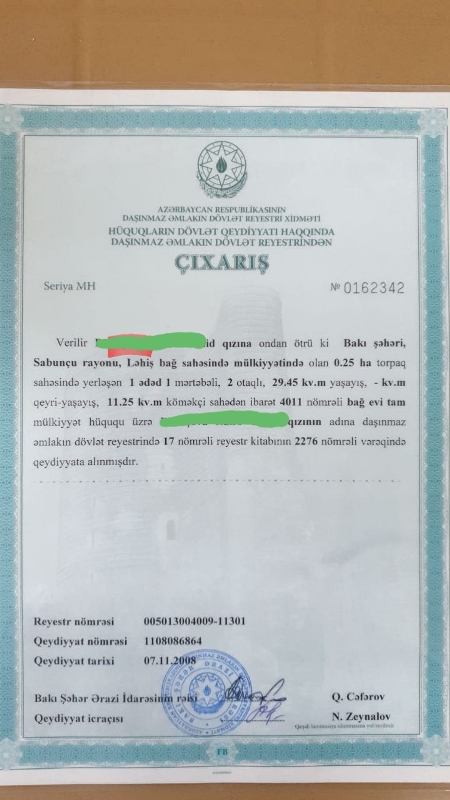 AZƏRBAYCAN RESPUBLİKASININ
DAŞINMAZ ƏMLAKIN DÖVLƏT REYESTRİ XİDMƏTİ
HÜQUQLARIN DÖVLƏT QEYDİYYATI HAQQINDA
DAŞINMAZ ƏMLAKIN DÖVLƏT REYESTRİNDƏN
ÇIXARIŞ
Seriya MH № 0162342
Verilir id qızına ondan ötrü ki Bakı şəhəri,
Sabunçu rayonu, Ləhiş bağ sahəsində mülkiyyətində olan 0.25 ha torpaq
sahəsində yerləşən 1 ədəd 1 mərtəbəli, 2 otaqlı, 29.45 kv.m yaşayış, - kv.m
qeyri-yaşayış, 11.25 kv.m köməkçi sahədən ibarət 4011 nömrəli bağ evi tam
mülkiyyət hüququ üzrə qızının adına daşınmaz
əmlakın dövlət reyestrində 17 nömrəli reyestr kitabının 2276 nömrəli vərəqində
qeydiyyata alınmışdır.
Reyestr nömrəsi 005013004009-11301
Qeydiyyat nömrəsi 1108086864
Qeydiyyat tarixi 07.11.2008
Bakı Şəhər Ərazi İdarəsinin rəisi Q. Cəfərov
Qeydiyyat icraçısı N. Zeynalov
FB